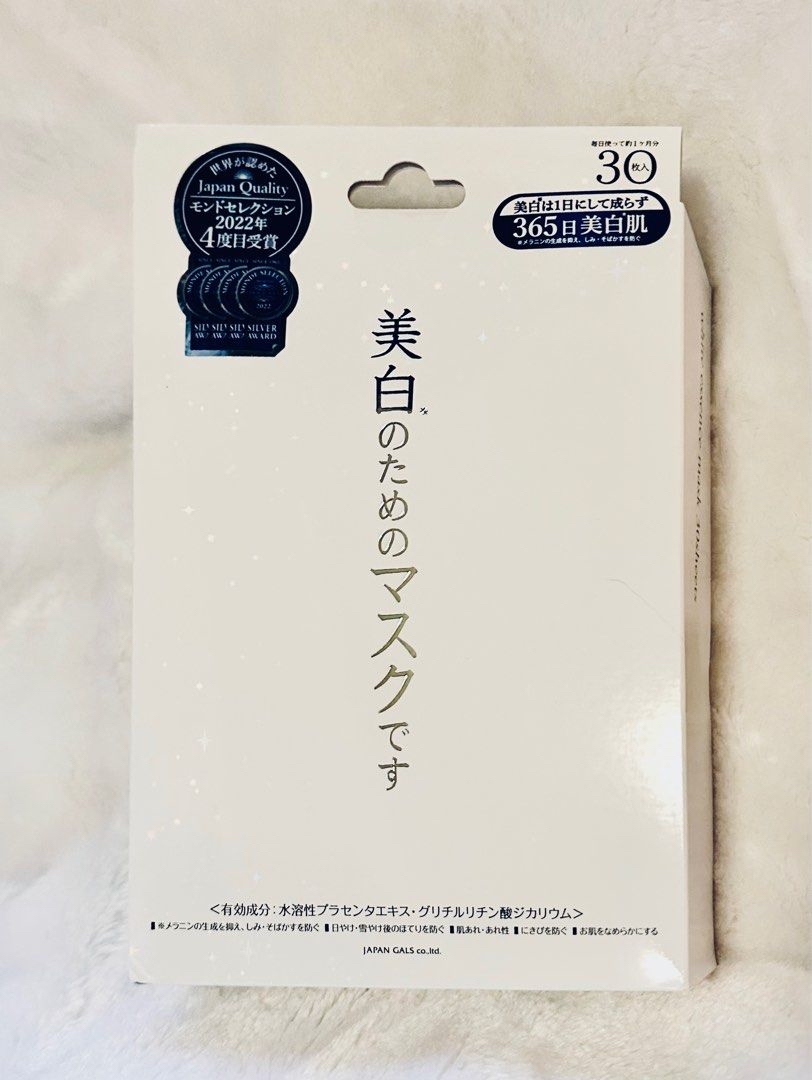 世界が認めた
Japan Quality
モンドセレクション
2022年
4度目受賞
MONDE SELECTION
2022
SILVER
AWARD
毎日使って約1ヶ月分
30枚入
美白は1日にして成らず
365日美白*肌
※メラニンの生成を抑え、しみ・そばかすを防ぐ
美白※のためのマスクです
＜有効成分：水溶性プラセンタエキス・グリチルリチン酸ジカリウム＞
▮※メラニンの生成を抑え、しみ・そばかすを防ぐ ▮日やけ・雪やけ後のほてりを防ぐ ▮肌あれ・あれ性 ▮にきびを防ぐ ▮お肌をなめらかにする
JAPAN GALS co.,ltd.
white essence mask 30sheets